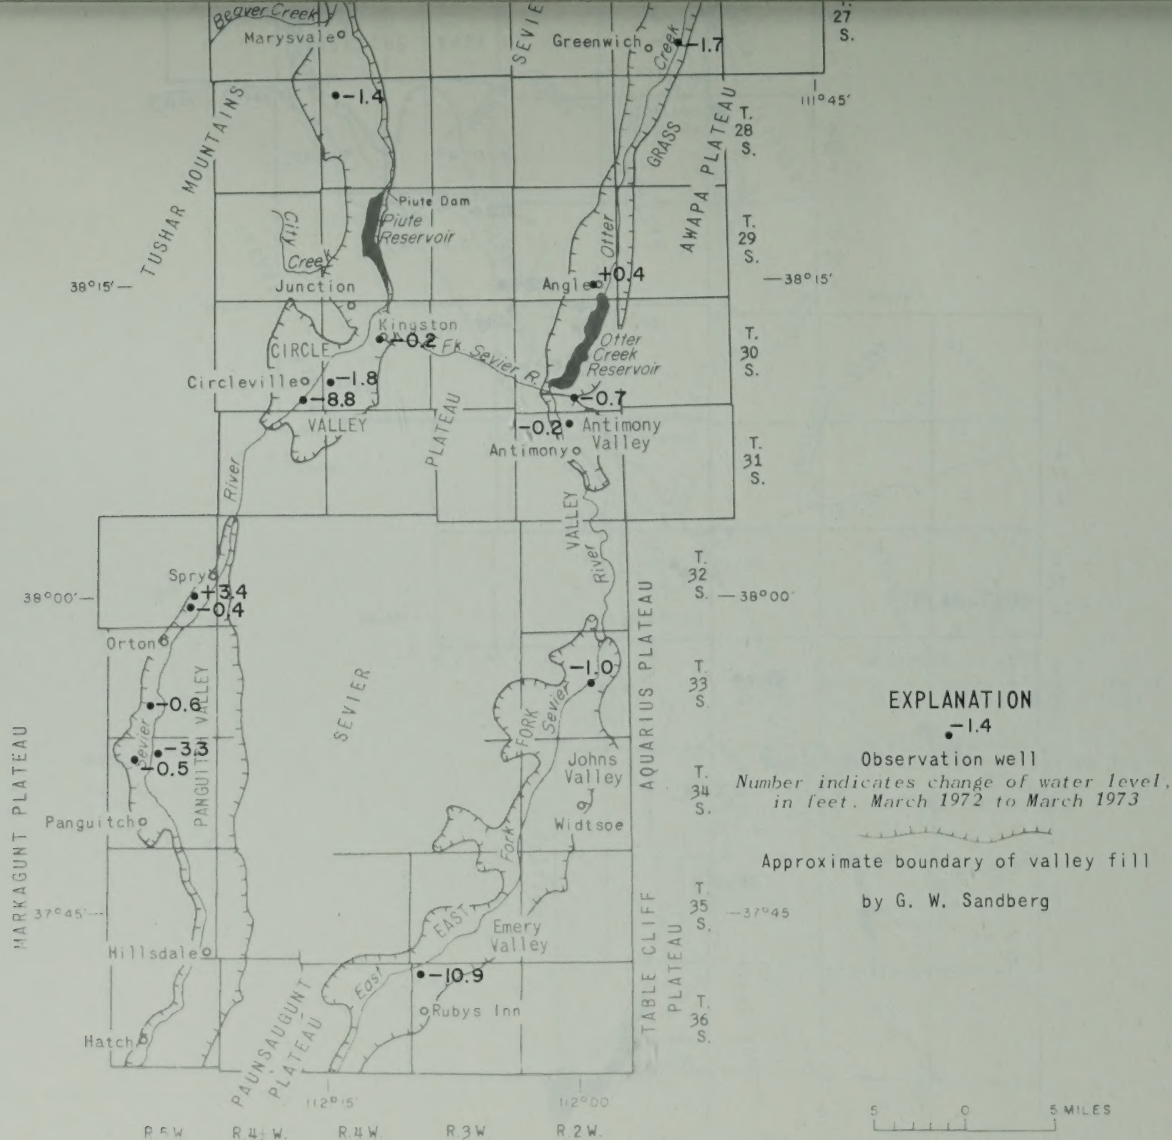 Beaver Creek
Marysvale
SEVIE
Greenwich
Creek
-1.7
T.
27
S.
111°45'
-1.4
T.
28
S.
GRASS
AWAPA PLATEAU
TUSHAR MOUNTAINS
Piute Dam
Piute
Reservoir
City
Creek
Otter
T.
29
S.
38°15'
+0.4
Angle
38°15'
Junction
Kingston
-0.2
Fk. Sevier R.
CIRCLE
Otter
Creek
Reservoir
T.
30
S.
Circleville
-1.8
-8.8
-0.7
VALLEY
PLATEAU
-0.2
Antimony
Valley
Antimony
T.
31
S.
River
VALLEY
River
Spry
+3.4
-0.4
38°00'
T.
32
S.
38°00'
Orton
AQUARIUS PLATEAU
-1.0
T.
33
S.
-0.6
PANGUITCH VALLEY
SEVIER
Sevier
FORK
Sevier
-3.3
-0.5
MARKAGUNT PLATEAU
Johns
Valley
T.
34
S.
Widtsoe
Panguitch
Fork
EXPLANATION
-1.4
Observation well
Number indicates change of water level,
in feet. March 1972 to March 1973
Approximate boundary of valley fill
by G. W. Sandberg
37°45'
T.
35
S.
37°45
EAST
Emery
Valley
Hillsdale
TABLE CLIFF
PLATEAU
East
-10.9
Rubys Inn
T.
36
S.
Hatch
PAUNSAUGUNT
PLATEAU
112°15'
112°00
5 0 5 MILES
R.5W. R.4½W. R.4W. R.3W R.2W.